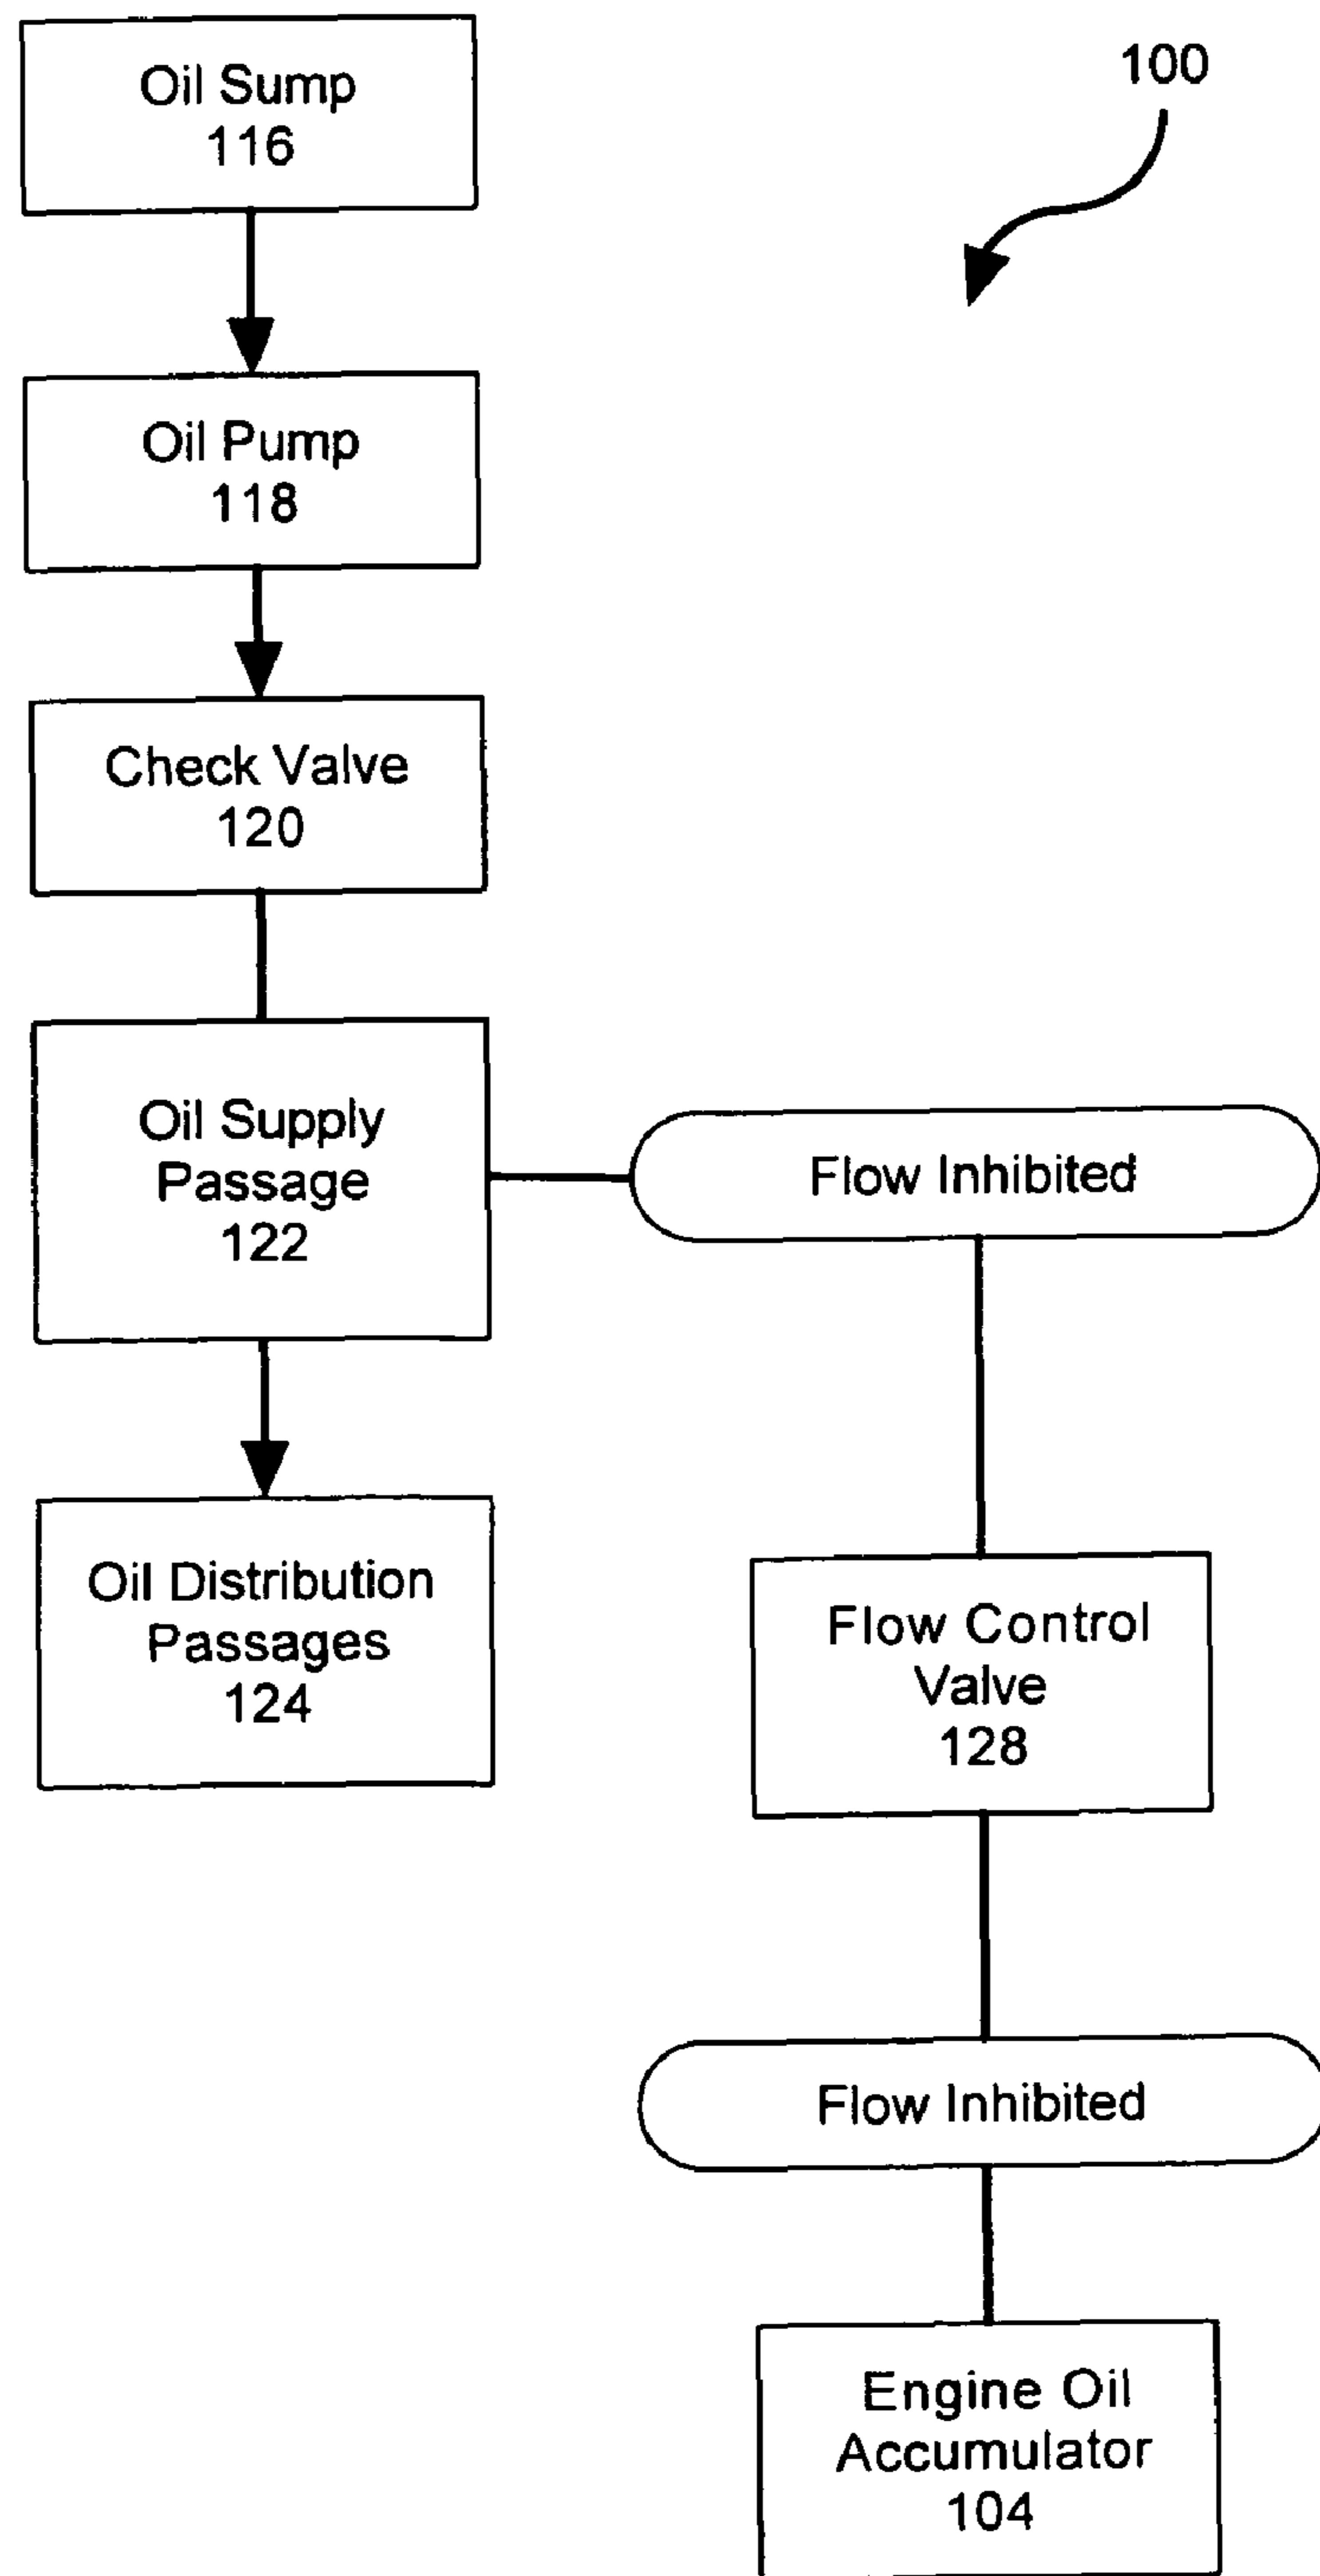 Oil Sump
116
100
Oil Pump
118
Check Valve
120
Oil Supply
Passage
122
Flow Inhibited
Oil Distribution
Passages
124
Flow Control
Valve
128
Flow Inhibited
Engine Oil
Accumulator
104